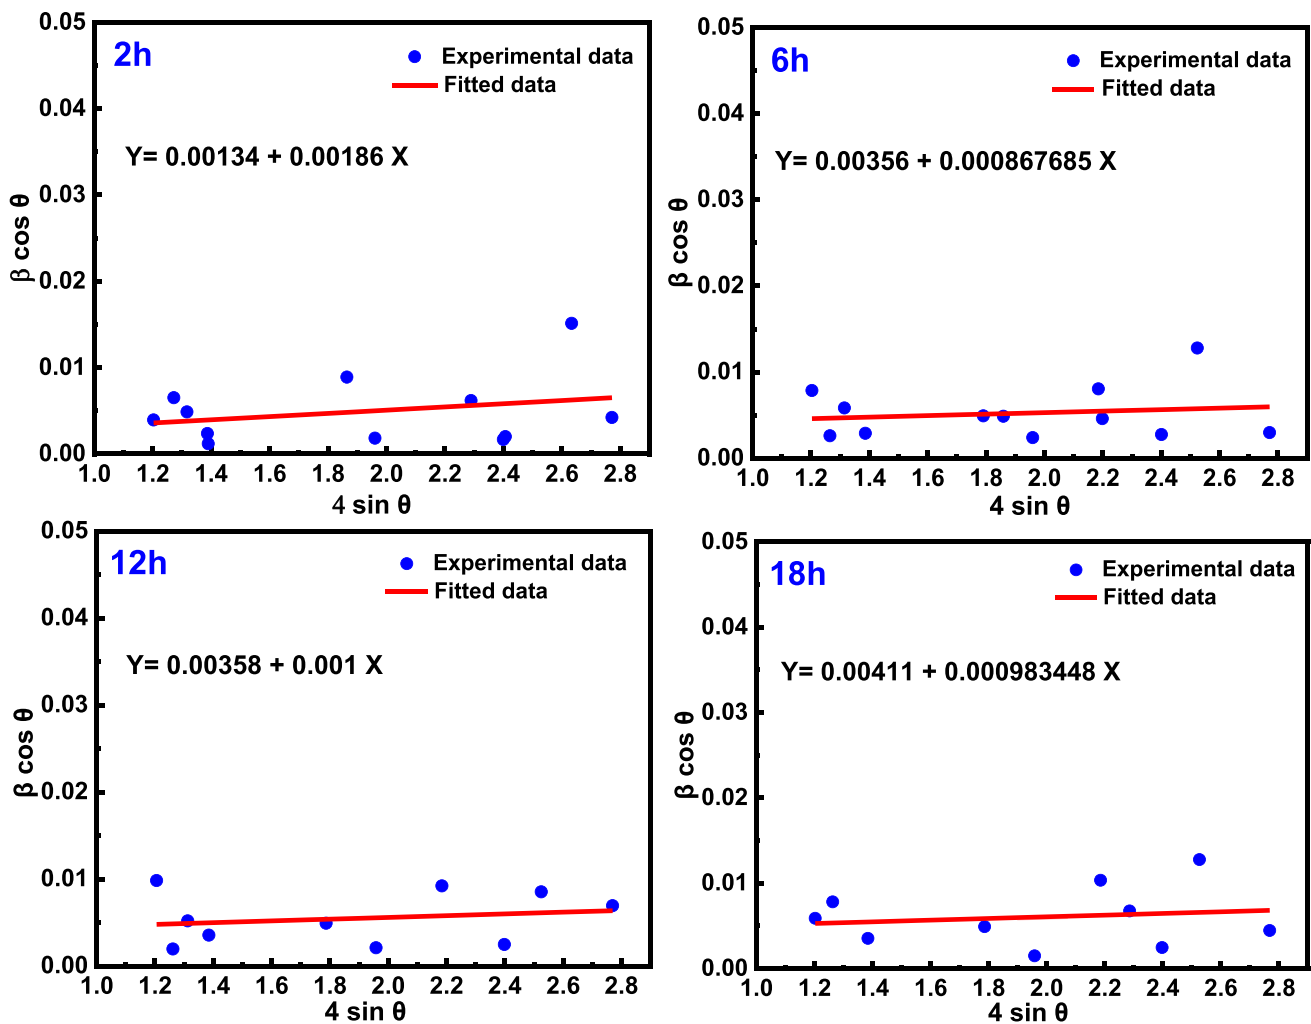 2h
Experimental data
Fitted data
Y= 0.00134 + 0.00186 X
0.05
0.04
0.03
0.02
0.01
0.00
β cos θ
1.0 1.2 1.4 1.6 1.8 2.0 2.2 2.4 2.6 2.8
4 sin θ
6h
Experimental data
Fitted data
Y= 0.00356 + 0.000867685 X
0.05
0.04
0.03
0.02
0.01
0.00
β cos θ
1.0 1.2 1.4 1.6 1.8 2.0 2.2 2.4 2.6 2.8
4 sin θ
12h
Experimental data
Fitted data
Y= 0.00358 + 0.001 X
0.05
0.04
0.03
0.02
0.01
0.00
β cos θ
1.0 1.2 1.4 1.6 1.8 2.0 2.2 2.4 2.6 2.8
4 sin θ
18h
Experimental data
Fitted data
Y= 0.00411 + 0.000983448 X
0.05
0.04
0.03
0.02
0.01
0.00
β cos θ
1.0 1.2 1.4 1.6 1.8 2.0 2.2 2.4 2.6 2.8
4 sin θ